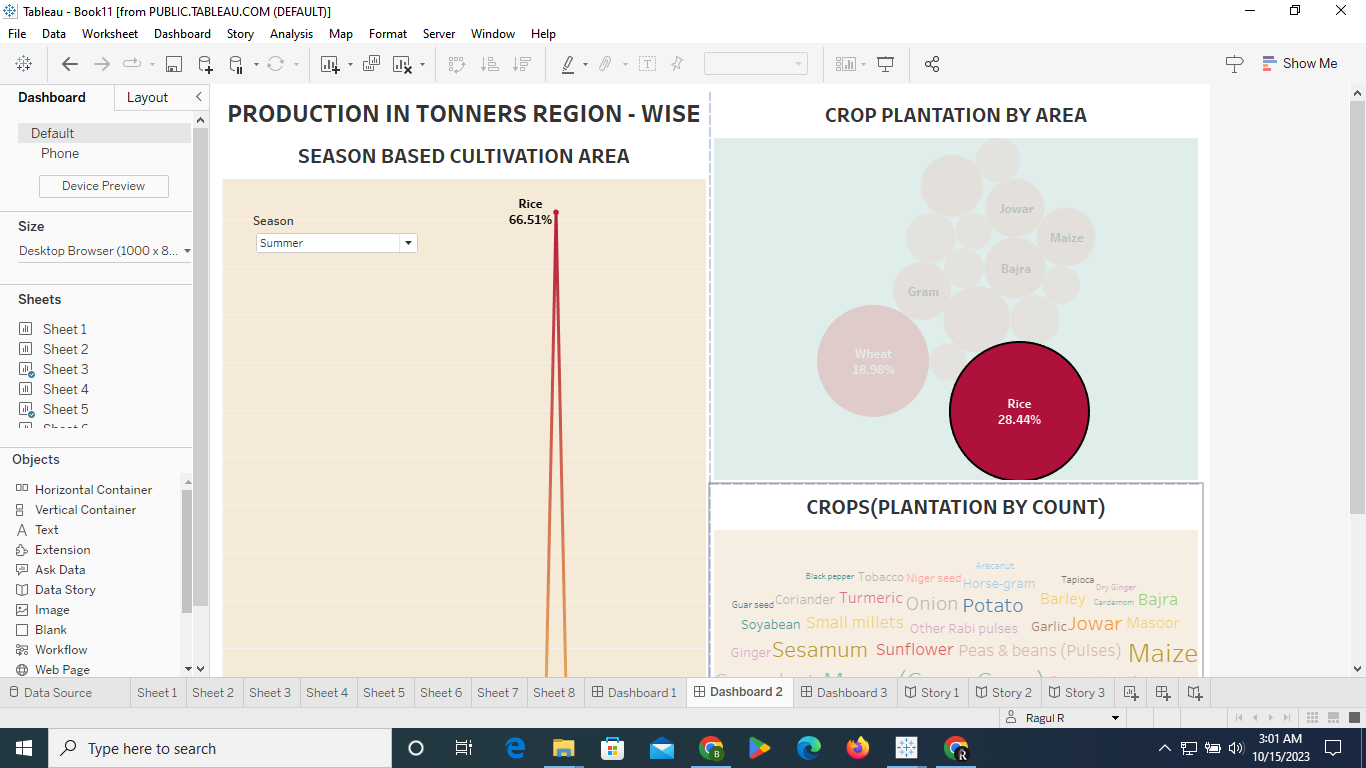 Tableau - Book11 [from PUBLIC.TABLEAU.COM (DEFAULT)]
File Data Worksheet Dashboard Story Analysis Map Format Server Window Help
Show Me
Dashboard Layout
Default
Phone
Device Preview
Size
Desktop Browser (1000 x 8...
Sheets
Sheet 1
Sheet 2
Sheet 3
Sheet 4
Sheet 5
Objects
Horizontal Container
Vertical Container
Text
Extension
Ask Data
Data Story
Image
Blank
Workflow
Web Page
PRODUCTION IN TONNERS REGION - WISE
SEASON BASED CULTIVATION AREA
Season
Summer
Rice
66.51%
CROP PLANTATION BY AREA
Jowar
Maize
Bajra
Gram
Wheat
18.98%
Rice
28.44%
CROPS(PLANTATION BY COUNT)
Arecanut
Black pepper Tobacco Niger seed Horse-gram Tapioca Dry Ginger
Guar seed Coriander Turmeric Onion Potato Barley Cardamom Bajra
Soyabean Small millets Other Rabi pulses Garlic Jowar Masoor
Ginger Sesamum Sunflower Peas & beans (Pulses) Maize
Data Source Sheet 1 Sheet 2 Sheet 3 Sheet 4 Sheet 5 Sheet 6 Sheet 7 Sheet 8 Dashboard 1 Dashboard 2 Dashboard 3 Story 1 Story 2 Story 3
Ragul R
Type here to search
B
R
3:01 AM
10/15/2023